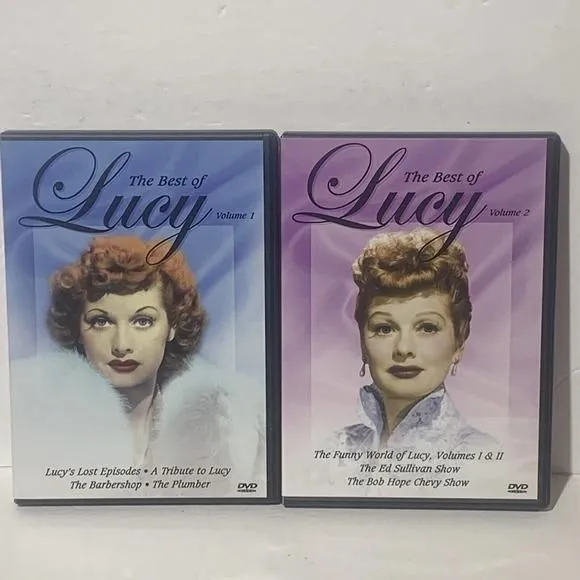 The Best of
Lucy
Volume 1
Lucy's Lost Episodes • A Tribute to Lucy
The Barbershop • The Plumber
DVD
The Best of
Lucy
Volume 2
The Funny World of Lucy, Volumes I & II
The Ed Sullivan Show
The Bob Hope Chevy Show
DVD